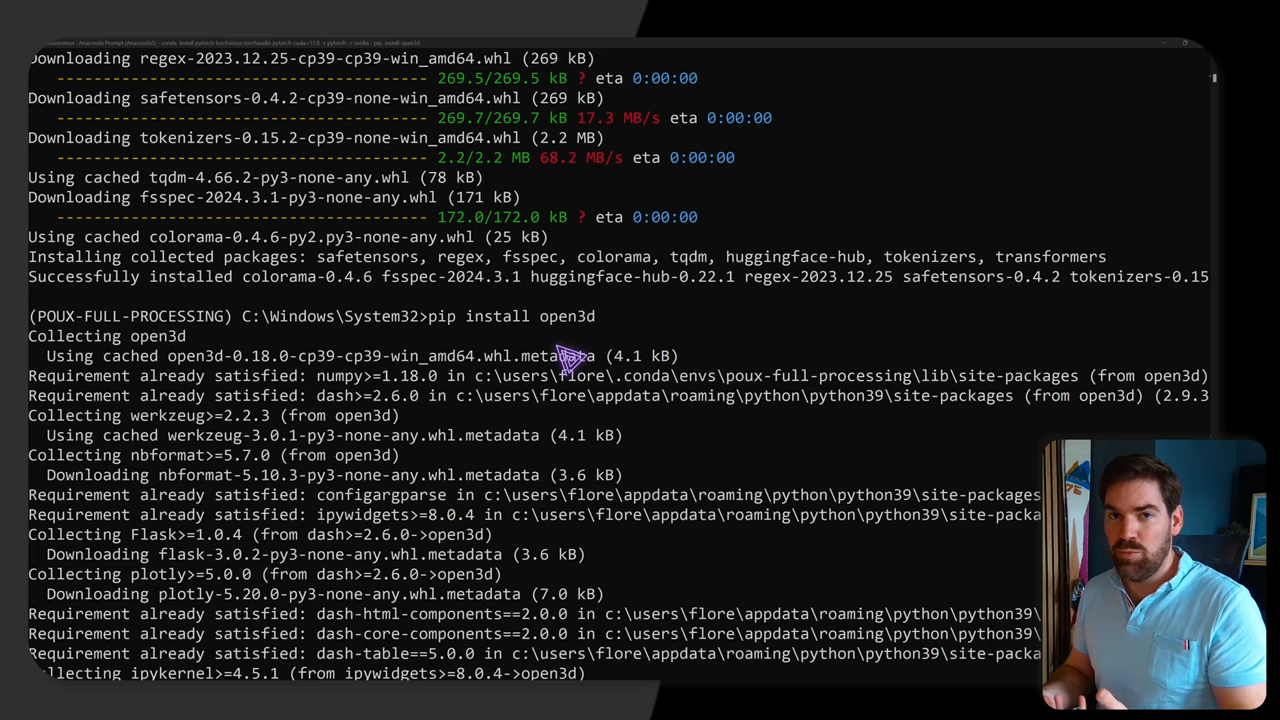 Administrateur: Anaconda Prompt (Anaconda3) - conda install pytorch torchvision torchaudio pytorch-cuda=11.8 -c pytorch -c nvidia - pip install open3d
Downloading regex-2023.12.25-cp39-cp39-win_amd64.whl (269 kB)
---------------------------------------- 269.5/269.5 kB ? eta 0:00:00
Downloading safetensors-0.4.2-cp39-none-win_amd64.whl (269 kB)
---------------------------------------- 269.7/269.7 kB 17.3 MB/s eta 0:00:00
Downloading tokenizers-0.15.2-cp39-none-win_amd64.whl (2.2 MB)
---------------------------------------- 2.2/2.2 MB 68.2 MB/s eta 0:00:00
Using cached tqdm-4.66.2-py3-none-any.whl (78 kB)
Downloading fsspec-2024.3.1-py3-none-any.whl (171 kB)
---------------------------------------- 172.0/172.0 kB ? eta 0:00:00
Using cached colorama-0.4.6-py2.py3-none-any.whl (25 kB)
Installing collected packages: safetensors, regex, fsspec, colorama, tqdm, huggingface-hub, tokenizers, transformers
Successfully installed colorama-0.4.6 fsspec-2024.3.1 huggingface-hub-0.22.1 regex-2023.12.25 safetensors-0.4.2 tokenizers-0.15
(POUX-FULL-PROCESSING) C:\Windows\System32>pip install open3d
Collecting open3d
Using cached open3d-0.18.0-cp39-cp39-win_amd64.whl.metadata (4.1 kB)
Requirement already satisfied: numpy>=1.18.0 in c:\users\flore\.conda\envs\poux-full-processing\lib\site-packages (from open3d)
Requirement already satisfied: dash>=2.6.0 in c:\users\flore\appdata\roaming\python\python39\site-packages (from open3d) (2.9.3
Collecting werkzeug>=2.2.3 (from open3d)
Using cached werkzeug-3.0.1-py3-none-any.whl.metadata (4.1 kB)
Collecting nbformat>=5.7.0 (from open3d)
Downloading nbformat-5.10.3-py3-none-any.whl.metadata (3.6 kB)
Requirement already satisfied: configargparse in c:\users\flore\appdata\roaming\python\python39\site-packages
Requirement already satisfied: ipywidgets>=8.0.4 in c:\users\flore\appdata\roaming\python\python39\site-packa
Collecting Flask>=1.0.4 (from dash>=2.6.0->open3d)
Downloading flask-3.0.2-py3-none-any.whl.metadata (3.6 kB)
Collecting plotly>=5.0.0 (from dash>=2.6.0->open3d)
Downloading plotly-5.20.0-py3-none-any.whl.metadata (7.0 kB)
Requirement already satisfied: dash-html-components==2.0.0 in c:\users\flore\appdata\roaming\python\python39\
Requirement already satisfied: dash-core-components==2.0.0 in c:\users\flore\appdata\roaming\python\python39\
Requirement already satisfied: dash-table==5.0.0 in c:\users\flore\appdata\roaming\python\python39\site-packa
Collecting ipykernel>=4.5.1 (from ipywidgets>=8.0.4->open3d)